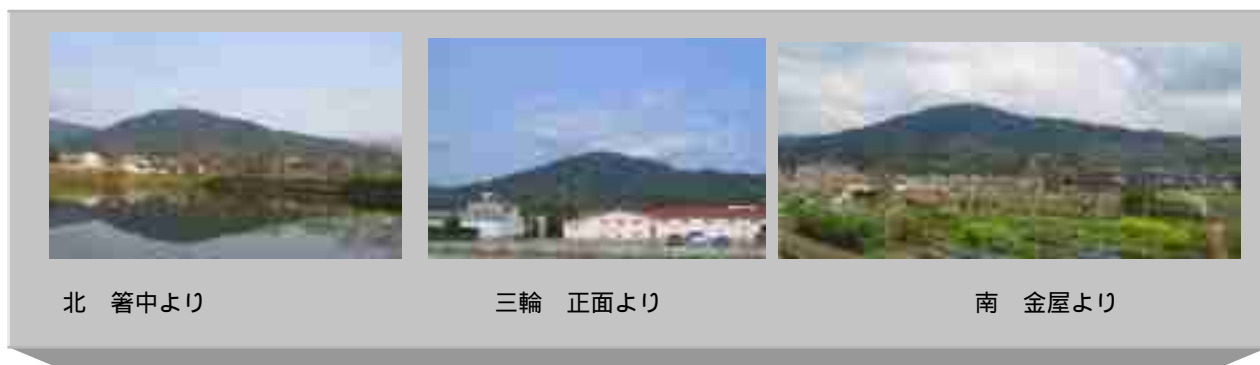 北　箸中より
三輪　正面より
南　金屋より